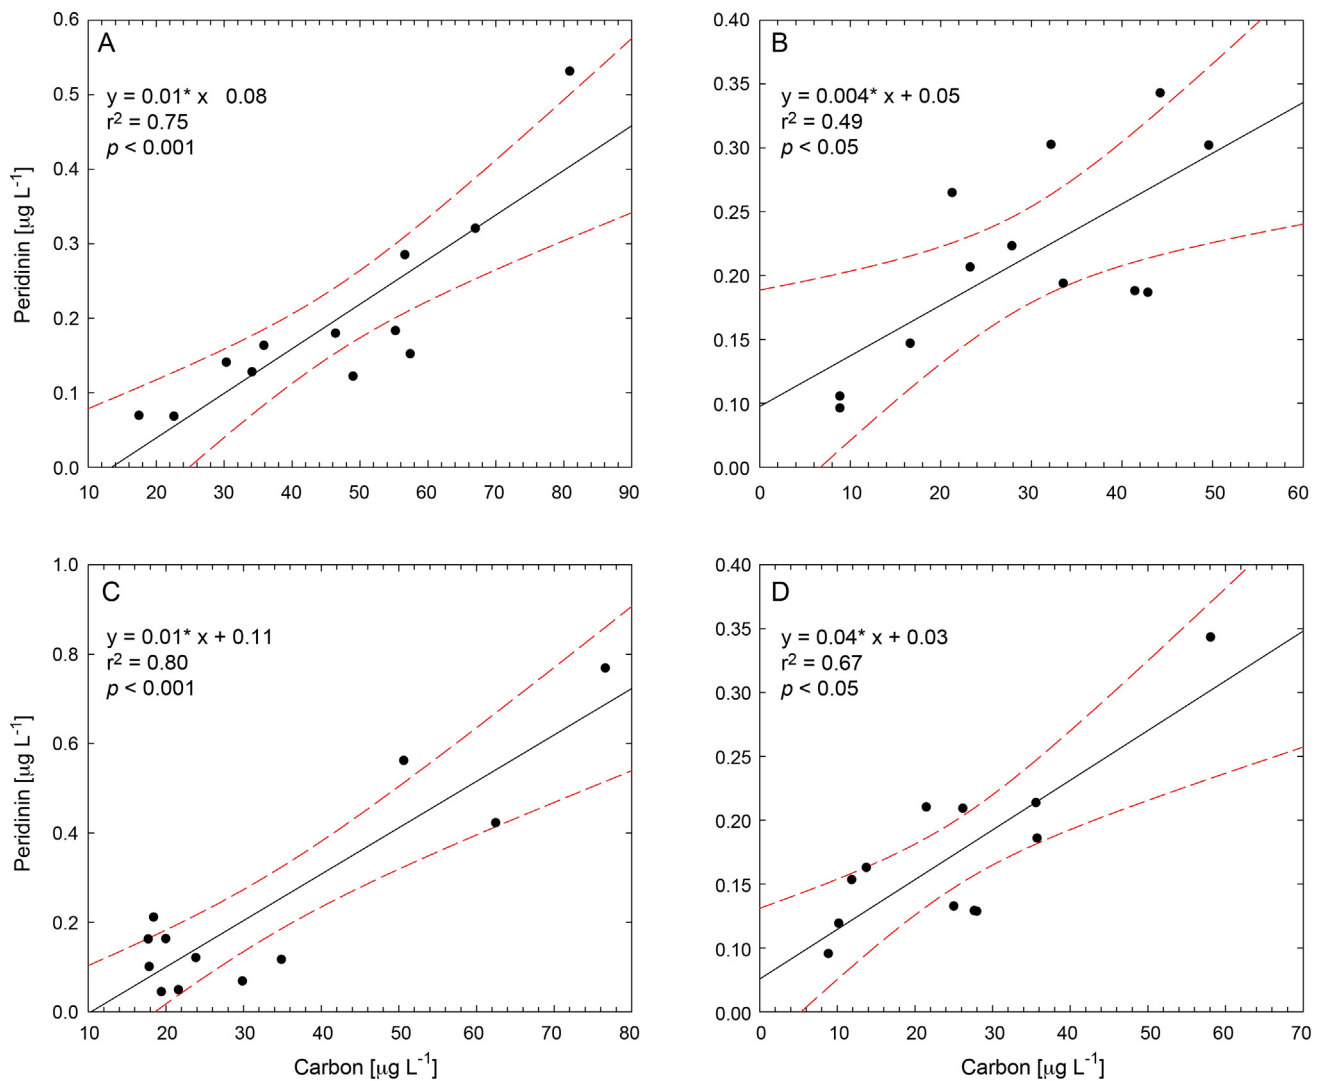 A
y = 0.01* x 0.08
r² = 0.75
p < 0.001
Peridinin [µg L⁻¹]
0.6
0.5
0.4
0.3
0.2
0.1
0.0
10 20 30 40 50 60 70 80 90
B
y = 0.004* x + 0.05
r² = 0.49
p < 0.05
0.40
0.35
0.30
0.25
0.20
0.15
0.10
0.00
0 10 20 30 40 50 60
C
y = 0.01* x + 0.11
r² = 0.80
p < 0.001
Peridinin [µg L⁻¹]
1.0
0.8
0.6
0.4
0.2
0.0
10 20 30 40 50 60 70 80
Carbon [µg L⁻¹]
D
y = 0.04* x + 0.03
r² = 0.67
p < 0.05
0.40
0.35
0.30
0.25
0.20
0.15
0.10
0.00
0 10 20 30 40 50 60 70
Carbon [µg L⁻¹]